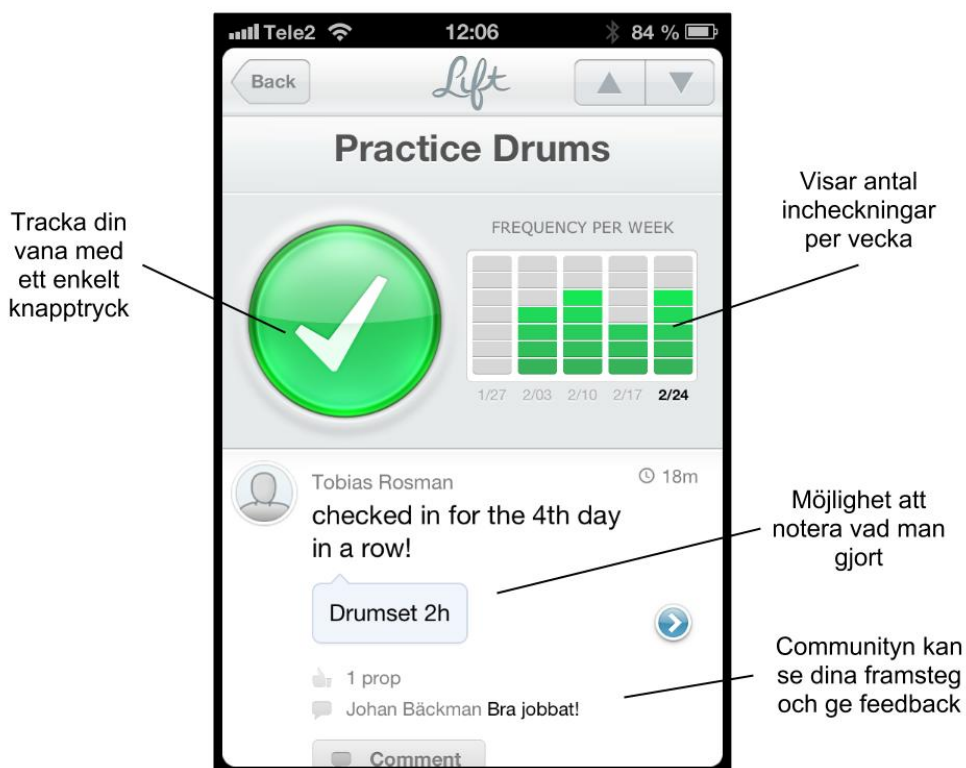 Tele2 12:06 84 %
Back Lift
Practice Drums
Tracka din
vana med
ett enkelt
knapptryck
FREQUENCY PER WEEK
1/27 2/03 2/10 2/17 2/24
Visar antal
incheckningar
per vecka
Tobias Rosman 18m
checked in for the 4th day
in a row!
Drumset 2h
Möjlighet att
notera vad man
gjort
1 prop
Johan Bäckman Bra jobbat!
Comment
Communityn kan
se dina framsteg
och ge feedback